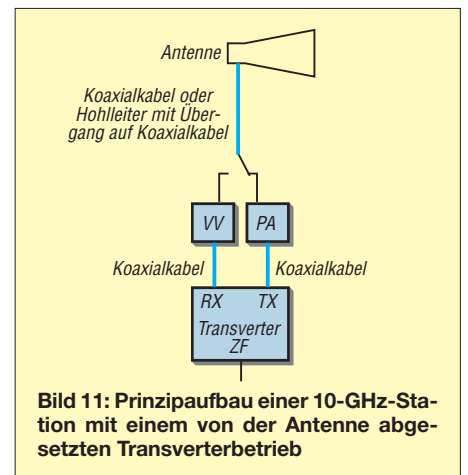 Antenne
Koaxialkabel oder
Hohlleiter mit Über-
gang auf Koaxialkabel
VV PA
Koaxialkabel Koaxialkabel
RX TX
Transverter
ZF
Bild 11: Prinzipaufbau einer 10-GHz-Sta-
tion mit einem von der Antenne abge-
setzten Transverterbetrieb